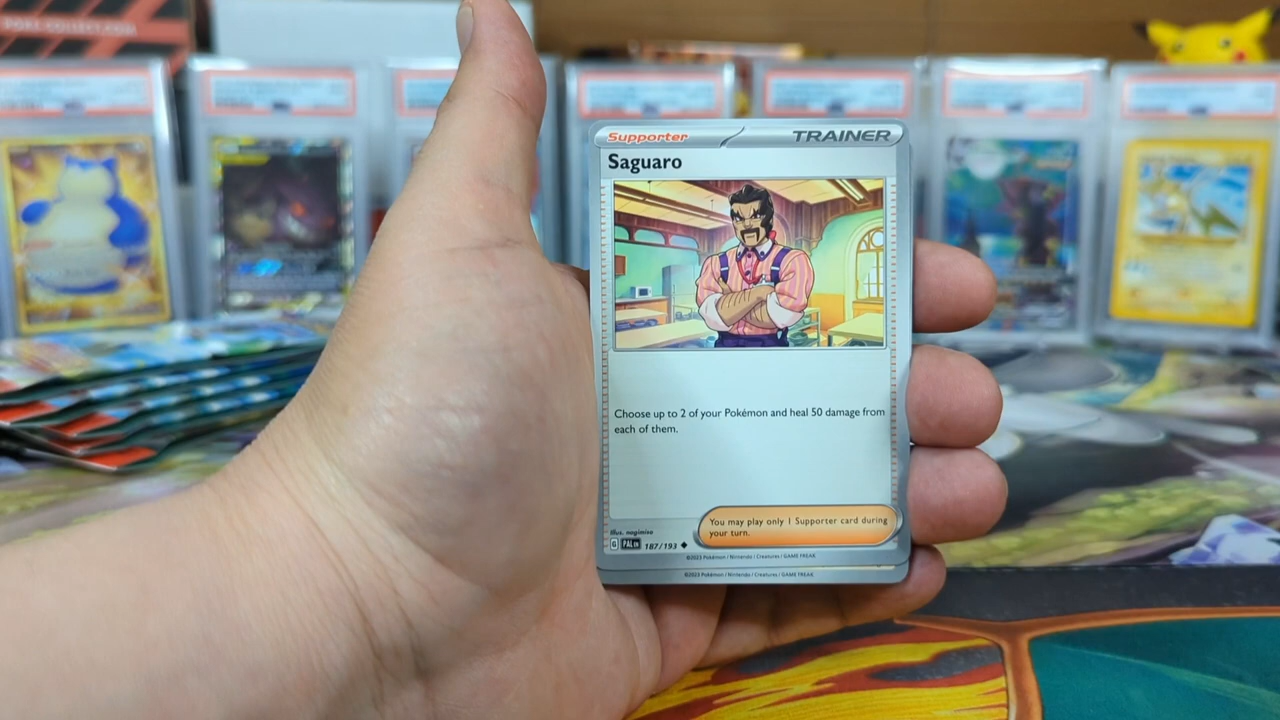 Supporter TRAINER
Saguaro
Choose up to 2 of your Pokémon and heal 50 damage from
each of them.
You may play only 1 Supporter card during
your turn.
Illus. nagimiso
G PAL EN 187/193
©2023 Pokémon / Nintendo / Creatures / GAME FREAK
©2023 Pokémon / Nintendo / Creatures / GAME FREAK